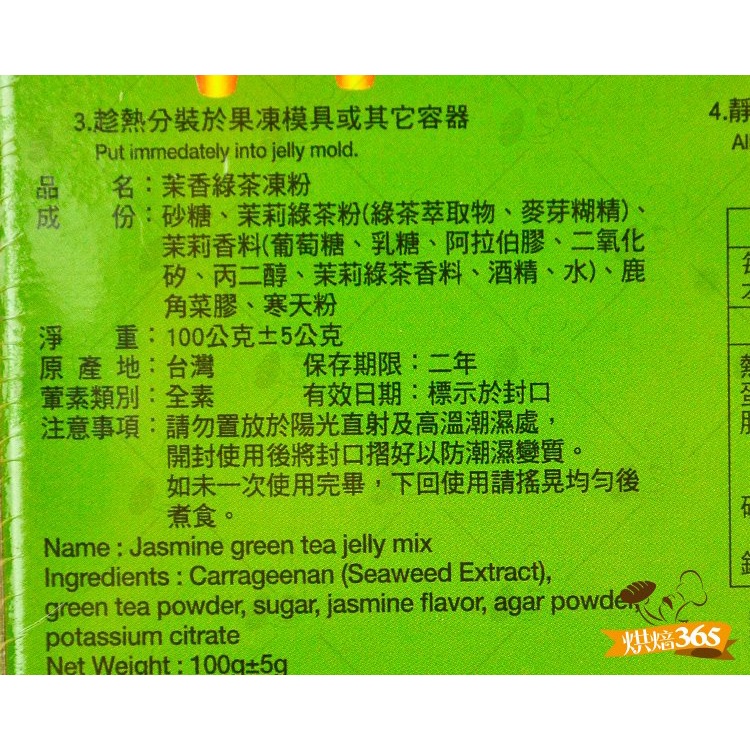 3.趁熱分裝於果凍模具或其它容器
Put immedately into jelly mold.
品 名：茉香綠茶凍粉
成 份：砂糖、茉莉綠茶粉(綠茶萃取物、麥芽糊精)、
茉莉香料(葡萄糖、乳糖、阿拉伯膠、二氧化
矽、丙二醇、茉莉綠茶香料、酒精、水)、鹿
角菜膠、寒天粉
淨 重：100公克±5公克
原 產 地：台灣 保存期限：二年
葷素類別：全素 有效日期：標示於封口
注意事項：請勿置放於陽光直射及高溫潮濕處，
開封使用後將封口摺好以防潮濕變質。
如未一次使用完畢，下回使用請搖晃均勻後
煮食。
Name : Jasmine green tea jelly mix
Ingredients : Carrageenan (Seaweed Extract),
green tea powder, sugar, jasmine flavor, agar powder,
potassium citrate
Net Weight : 100g±5g
4.靜
Al
烘焙365